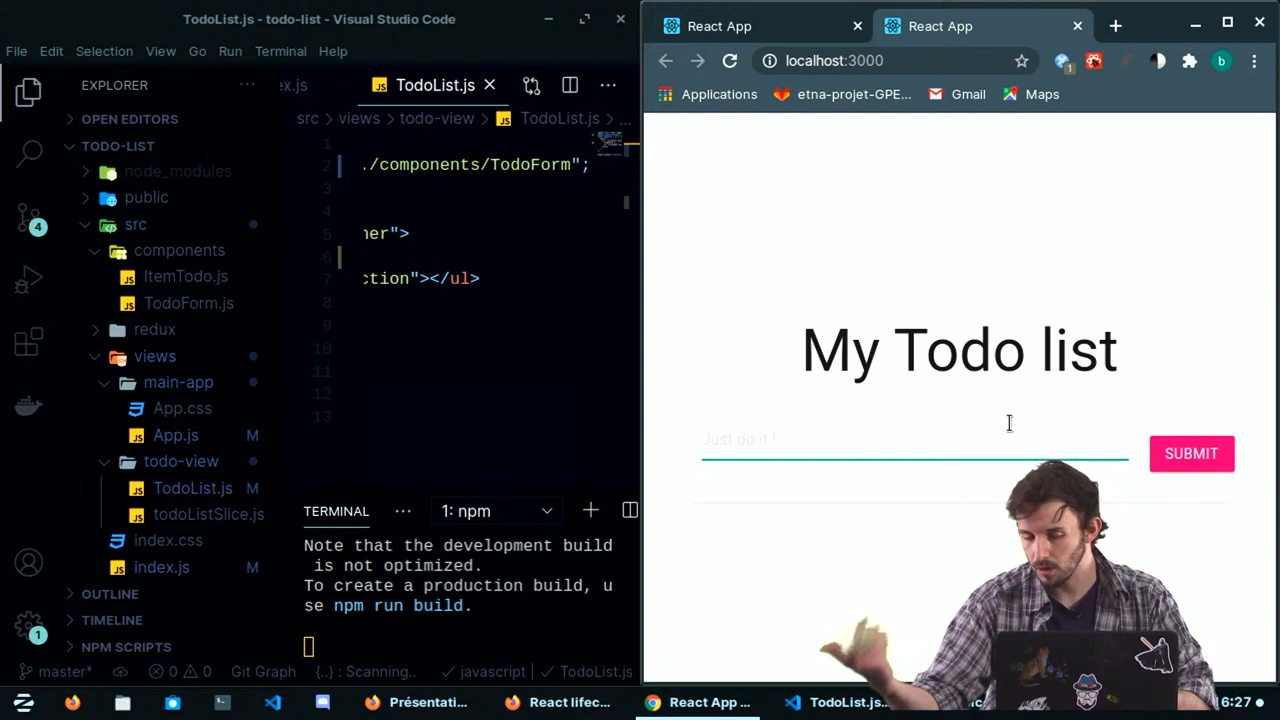 TodoList.js - todo-list - Visual Studio Code
File Edit Selection View Go Run Terminal Help
EXPLORER
OPEN EDITORS
TODO-LIST
node_modules
public
src
components
ItemTodo.js
TodoForm.js
redux
views
main-app
App.css
App.js M
todo-view
TodoList.js M
todoListSlice.js
index.css
index.js M
OUTLINE
TIMELINE
NPM SCRIPTS
4
1
ex.js TodoList.js
src > views > todo-view > TodoList.js > ...
1
2 ./components/TodoForm";
3
4
5 ner">
6
7 ction"></ul>
8
9
10
11
12
13
TERMINAL 1: npm
Note that the development build
is not optimized.
To create a production build, u
se npm run build.
master* 0 0 Git Graph {..} : Scanning... javascript TodoList.js
React App React App
localhost:3000
1 b
Applications etna-projet-GPE... Gmail Maps
My Todo list
Just do it !
SUBMIT
Présentati... React lifec... React App ... TodoList.js... 6:27